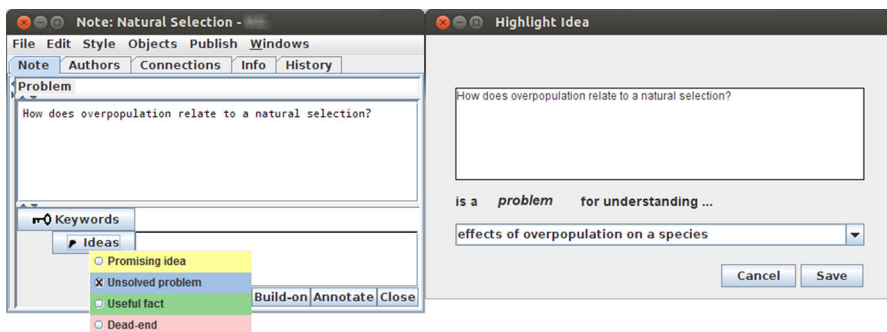 Note: Natural Selection -
File Edit Style Objects Publish Windows
Note Authors Connections Info History
Problem
How does overpopulation relate to a natural selection?
Keywords
Ideas
Promising idea
Unsolved problem
Useful fact
Dead-end
Build-on Annotate Close
Highlight Idea
How does overpopulation relate to a natural selection?
is a problem for understanding ...
effects of overpopulation on a species
Cancel Save